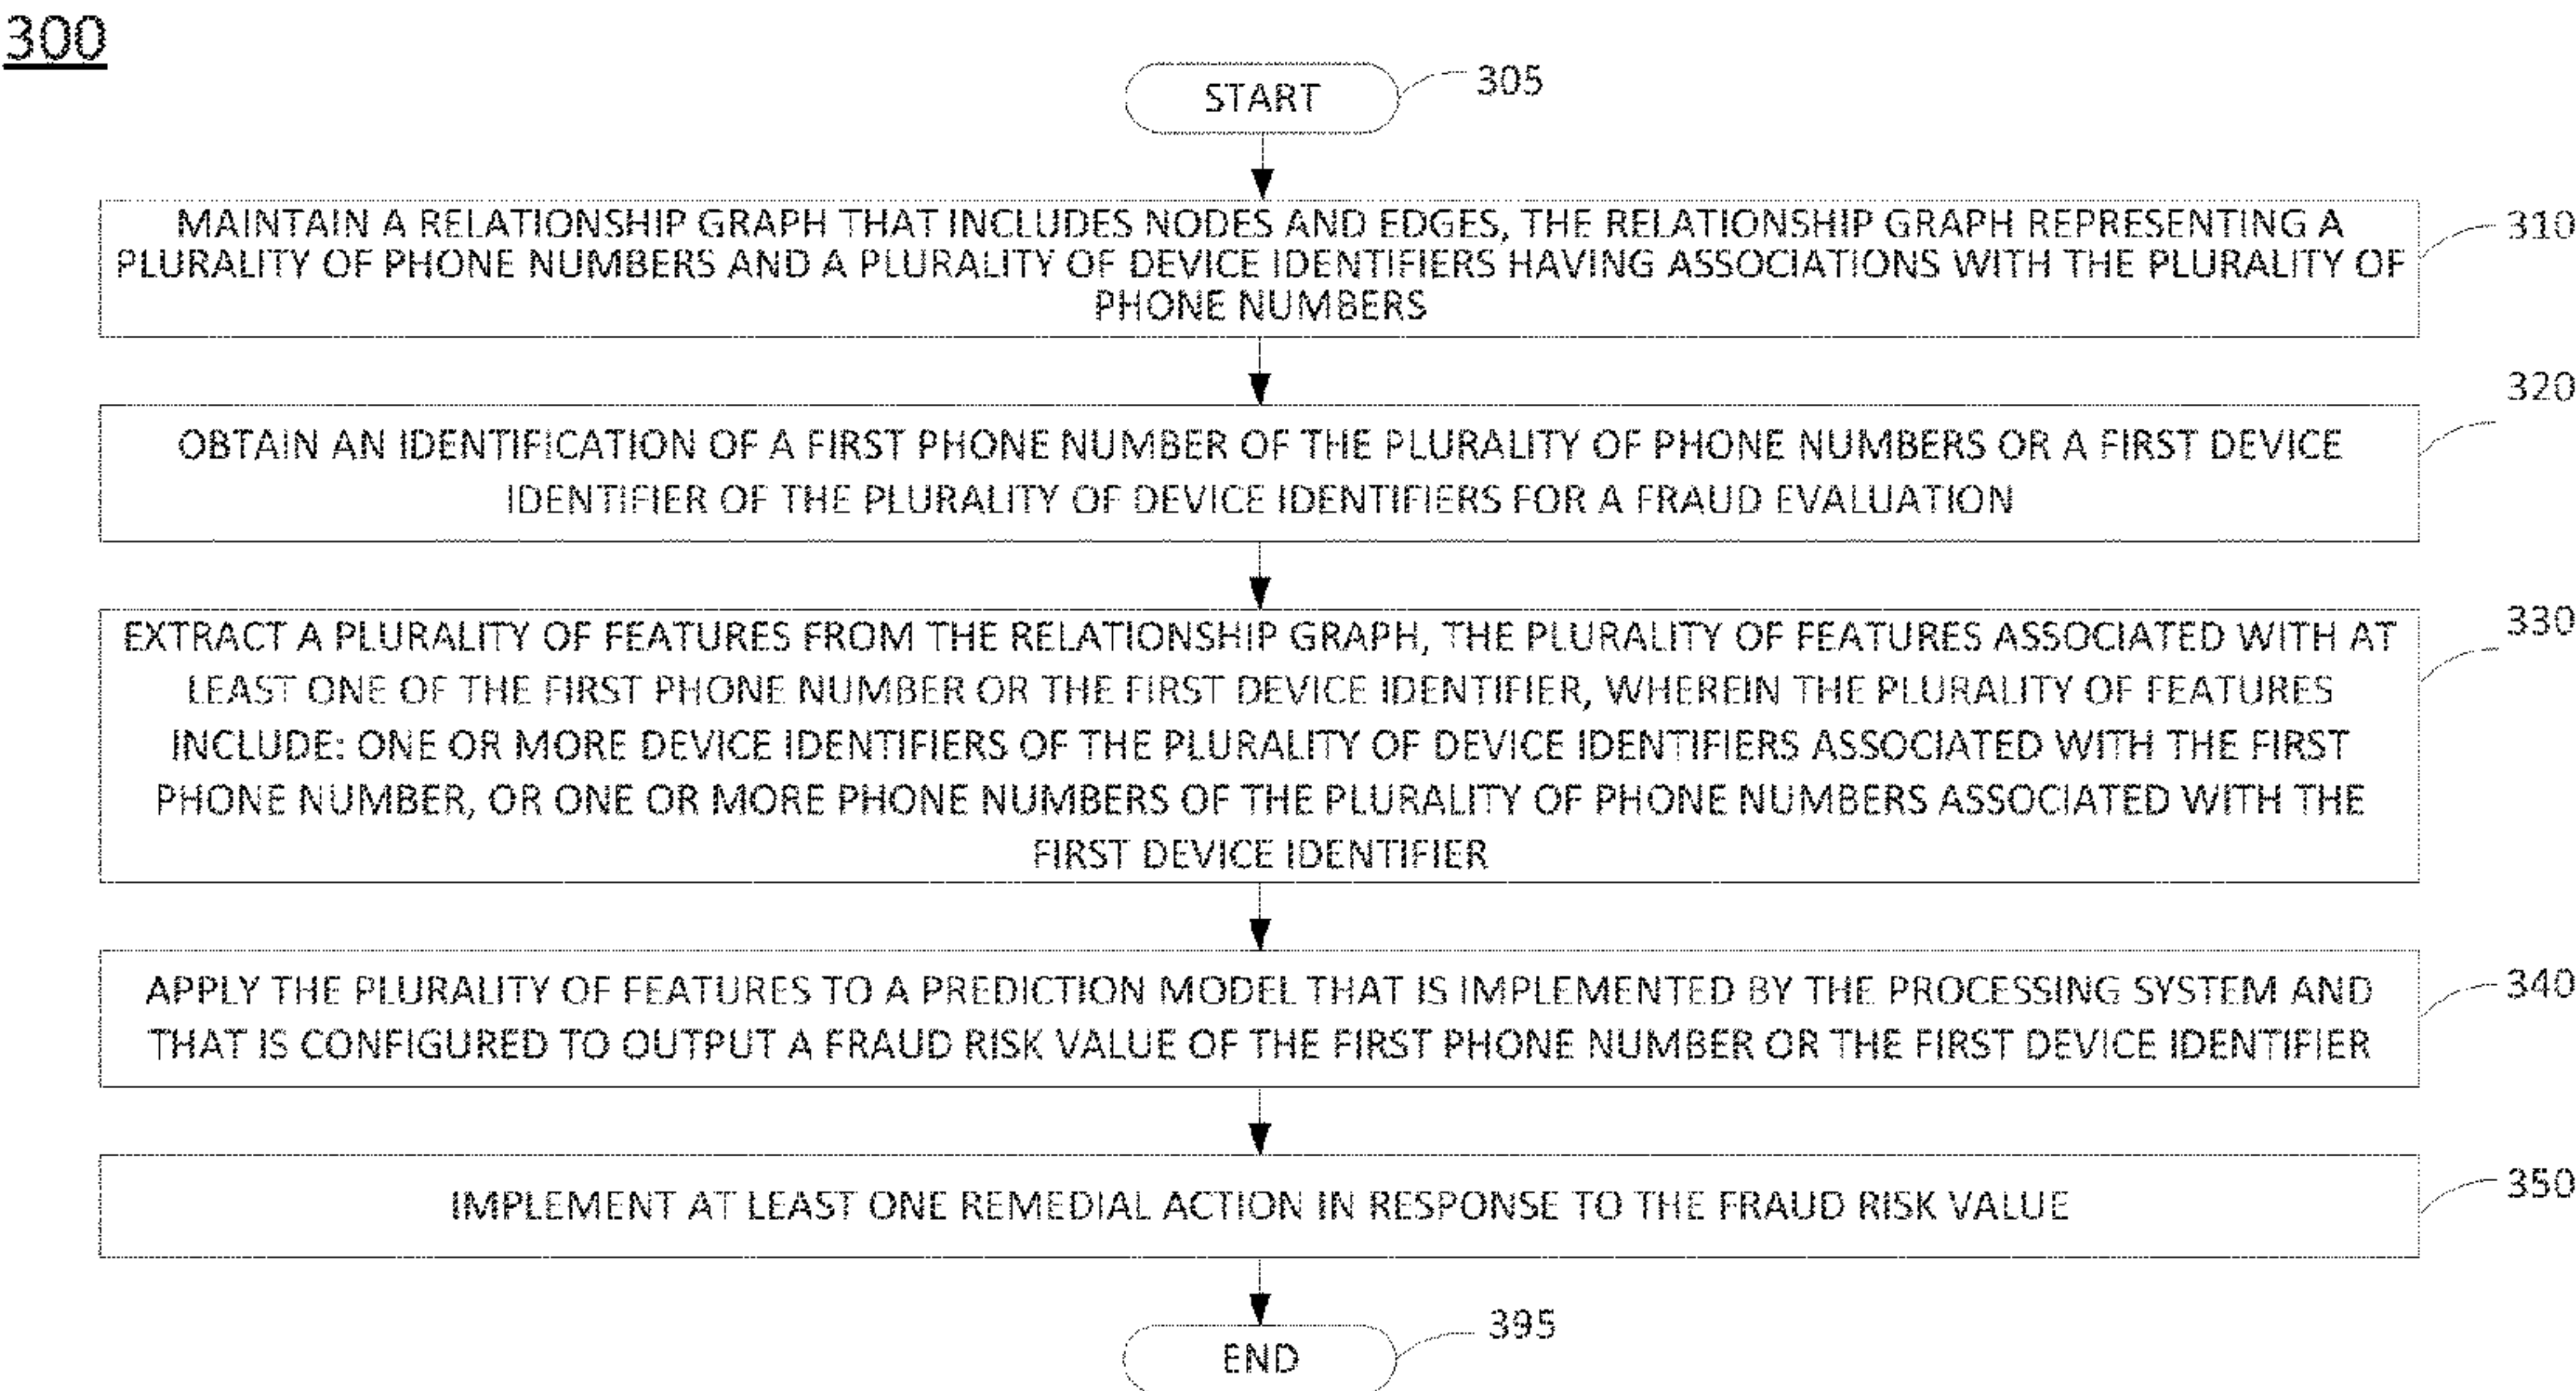 300
START
305
MAINTAIN A RELATIONSHIP GRAPH THAT INCLUDES NODES AND EDGES, THE RELATIONSHIP GRAPH REPRESENTING A
PLURALITY OF PHONE NUMBERS AND A PLURALITY OF DEVICE IDENTIFIERS HAVING ASSOCIATIONS WITH THE PLURALITY OF
PHONE NUMBERS
310
OBTAIN AN IDENTIFICATION OF A FIRST PHONE NUMBER OF THE PLURALITY OF PHONE NUMBERS OR A FIRST DEVICE
IDENTIFIER OF THE PLURALITY OF DEVICE IDENTIFIERS FOR A FRAUD EVALUATION
320
EXTRACT A PLURALITY OF FEATURES FROM THE RELATIONSHIP GRAPH, THE PLURALITY OF FEATURES ASSOCIATED WITH AT
LEAST ONE OF THE FIRST PHONE NUMBER OR THE FIRST DEVICE IDENTIFIER, WHEREIN THE PLURALITY OF FEATURES
INCLUDE: ONE OR MORE DEVICE IDENTIFIERS OF THE PLURALITY OF DEVICE IDENTIFIERS ASSOCIATED WITH THE FIRST
PHONE NUMBER, OR ONE OR MORE PHONE NUMBERS OF THE PLURALITY OF PHONE NUMBERS ASSOCIATED WITH THE
FIRST DEVICE IDENTIFIER
330
APPLY THE PLURALITY OF FEATURES TO A PREDICTION MODEL THAT IS IMPLEMENTED BY THE PROCESSING SYSTEM AND
THAT IS CONFIGURED TO OUTPUT A FRAUD RISK VALUE OF THE FIRST PHONE NUMBER OR THE FIRST DEVICE IDENTIFIER
340
IMPLEMENT AT LEAST ONE REMEDIAL ACTION IN RESPONSE TO THE FRAUD RISK VALUE
350
END
395